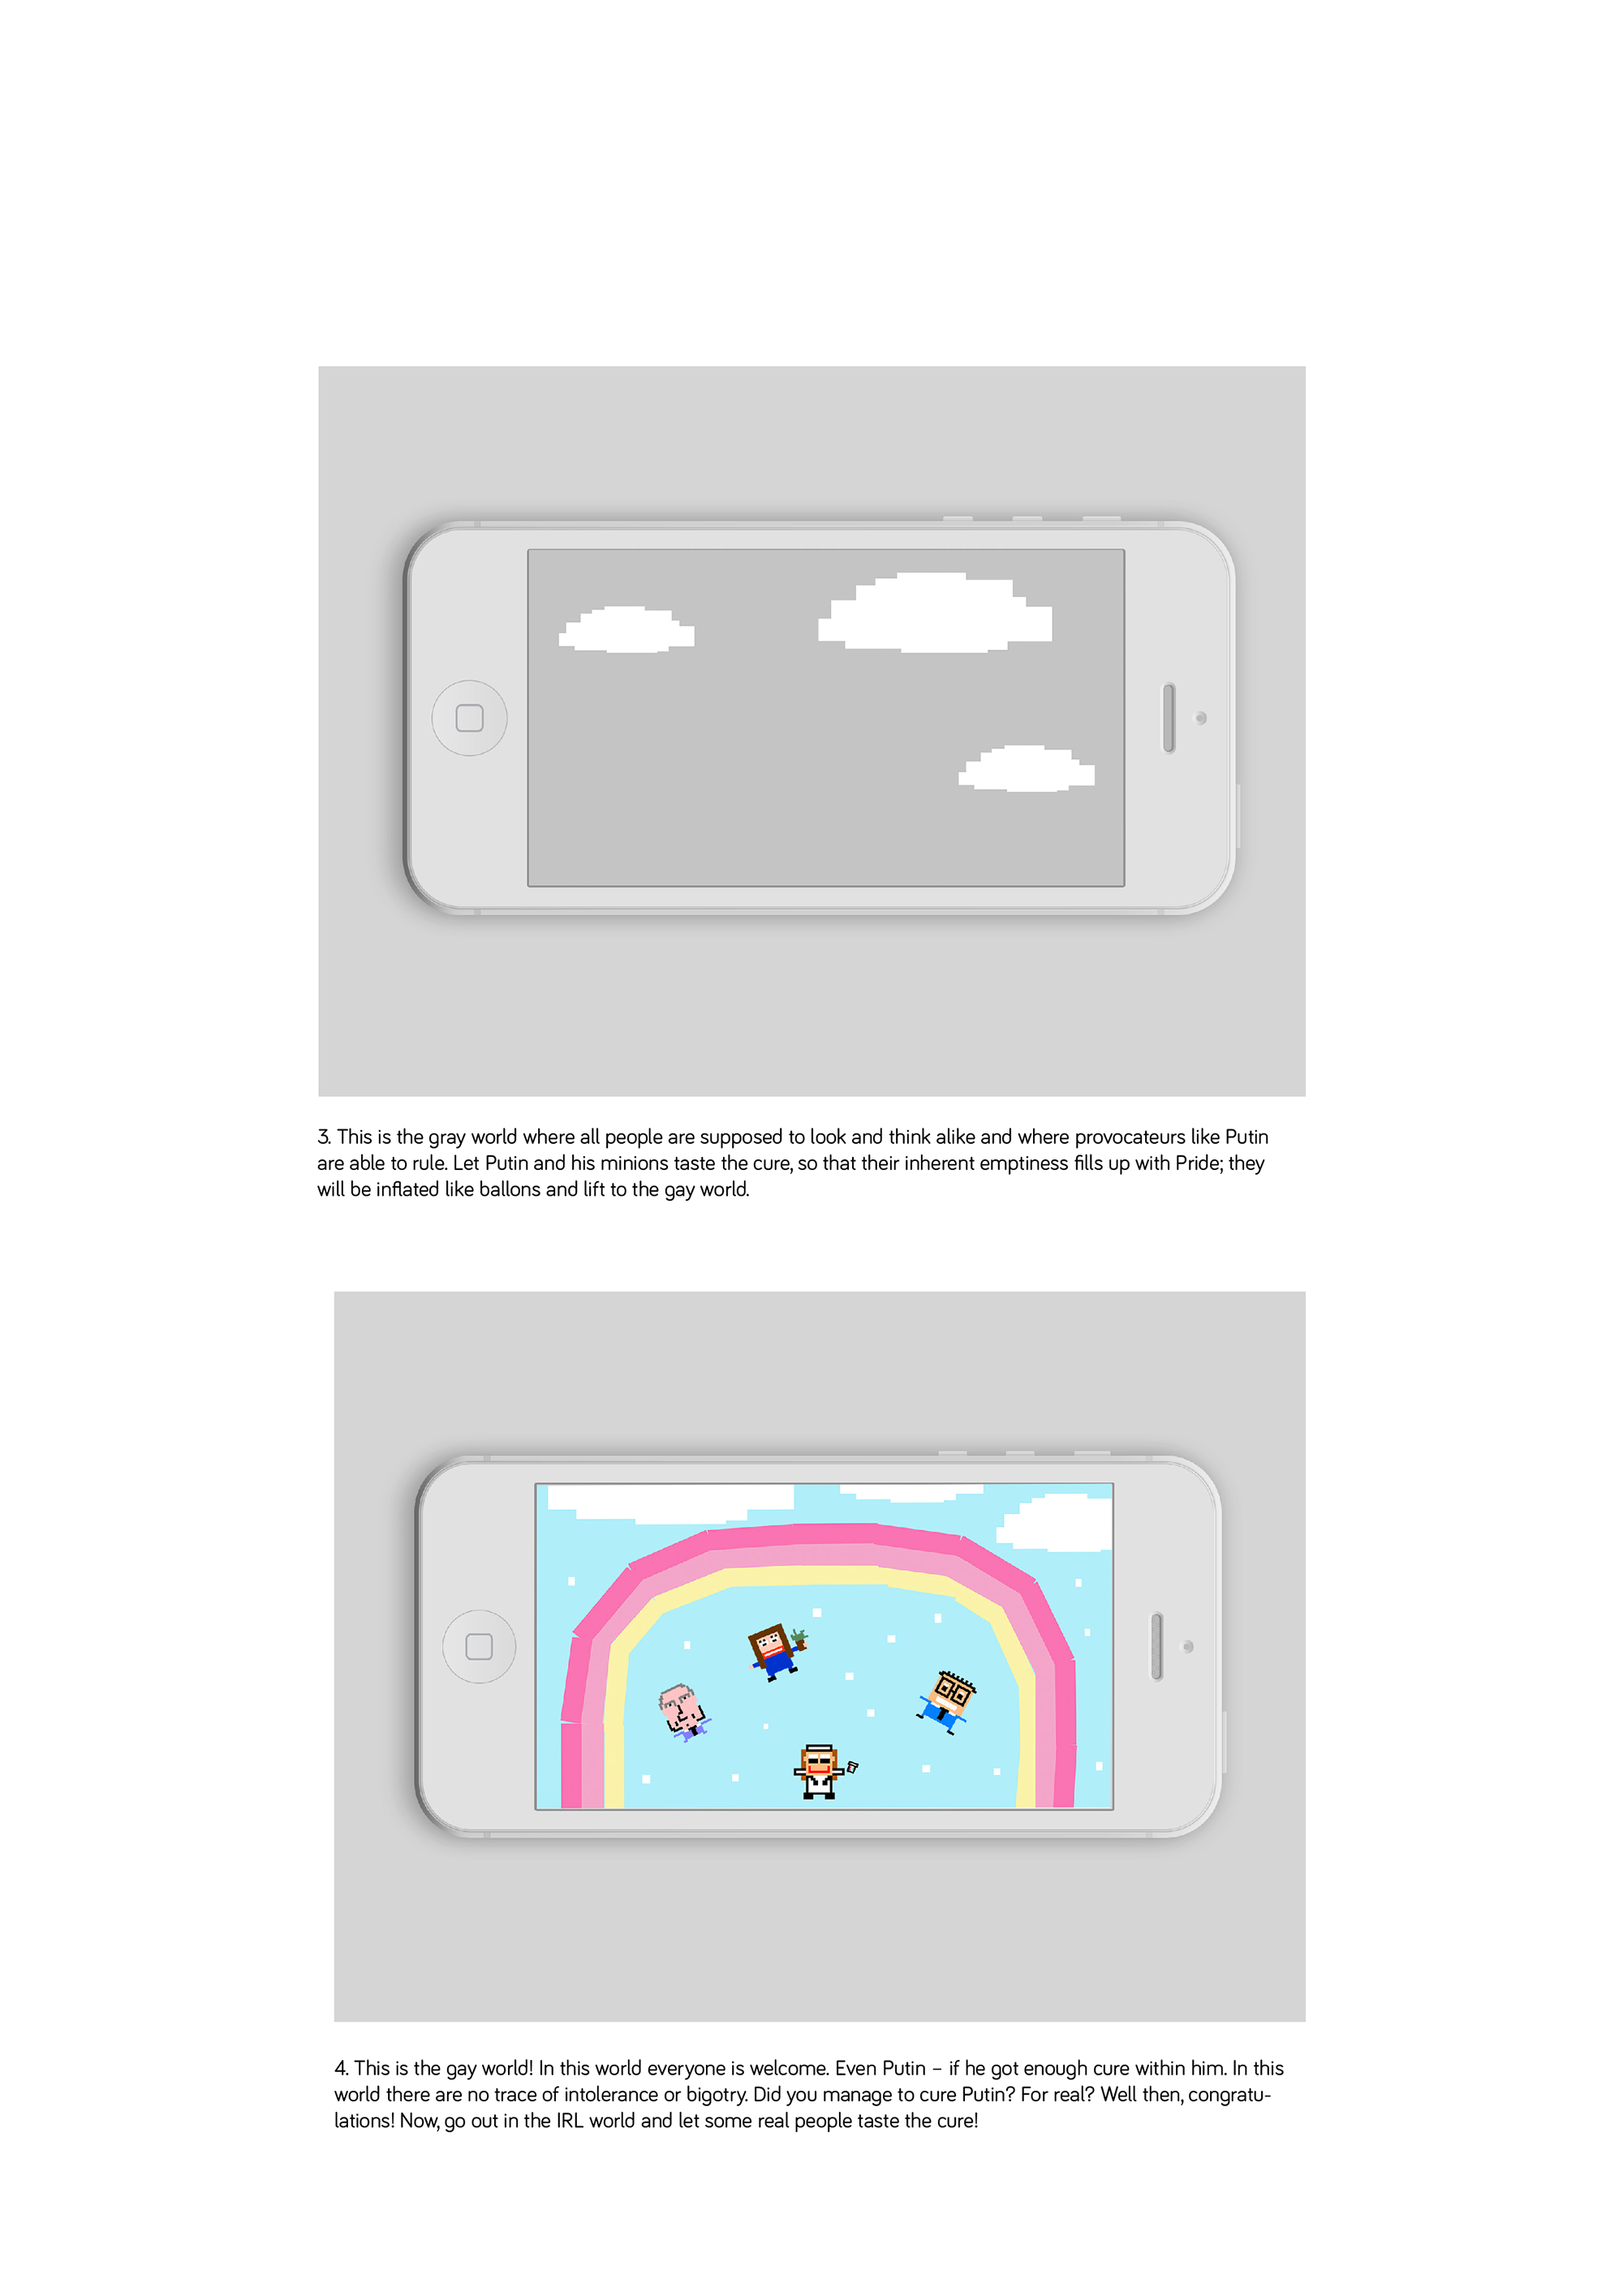 3. This is the gray world where all people are supposed to look and think alike and where provocateurs like Putin
are able to rule. Let Putin and his minions taste the cure, so that their inherent emptiness fills up with Pride; they
will be inflated like ballons and lift to the gay world.
4. This is the gay world! In this world everyone is welcome. Even Putin – if he got enough cure within him. In this
world there are no trace of intolerance or bigotry. Did you manage to cure Putin? For real? Well then, congratu-
lations! Now, go out in the IRL world and let some real people taste the cure!